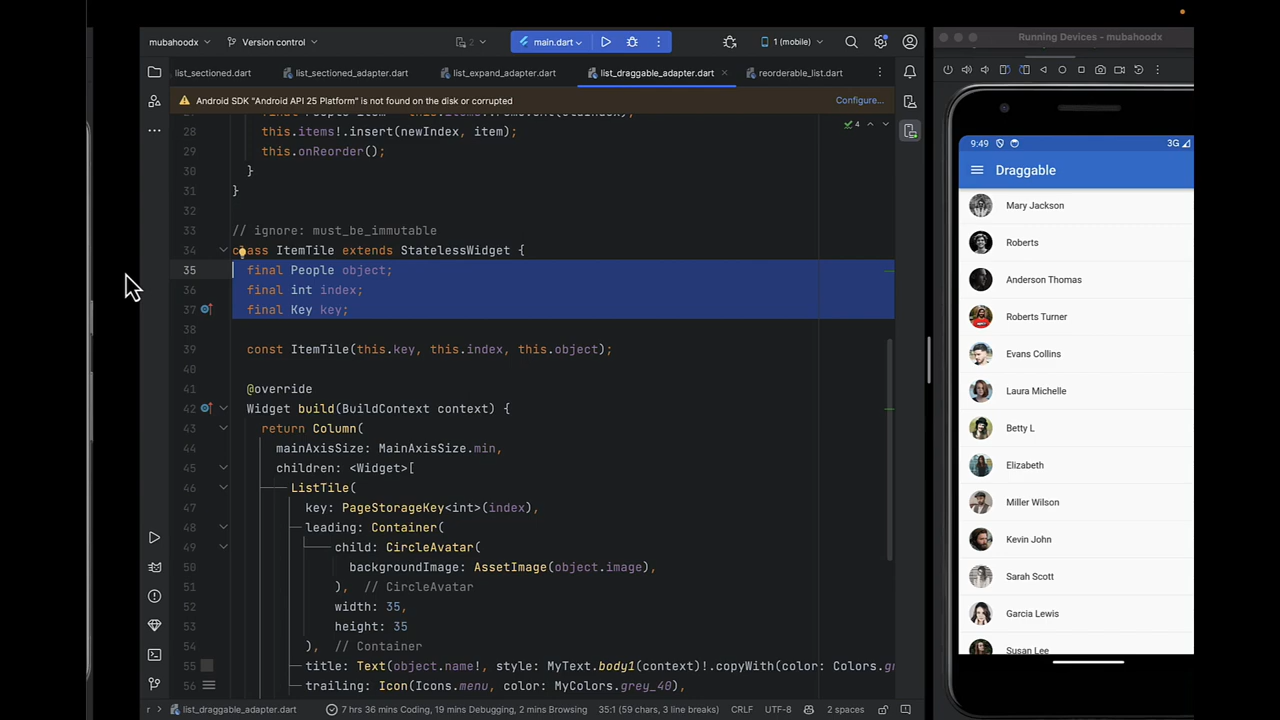 mubahoodx
Version control
2
main.dart
1 (mobile)
Running Devices - mubahoodx
list_sectioned.dart
list_sectioned_adapter.dart
list_expand_adapter.dart
list_draggable_adapter.dart
reorderable_list.dart
Android SDK "Android API 25 Platform" is not found on the disk or corrupted
Configure...
4
28 this.items!.insert(newIndex, item);
29 this.onReorder();
30 }
31 }
32
33 // ignore: must_be_immutable
34 class ItemTile extends StatelessWidget {
35 final People object;
36 final int index;
37 final Key key;
38
39 const ItemTile(this.key, this.index, this.object);
40
41 @override
42 Widget build(BuildContext context) {
43 return Column(
44 mainAxisSize: MainAxisSize.min,
45 children: <Widget>[
46 ListTile(
47 key: PageStorageKey<int>(index),
48 leading: Container(
49 child: CircleAvatar(
50 backgroundImage: AssetImage(object.image),
51 ), // CircleAvatar
52 width: 35,
53 height: 35
54 ), // Container
55 title: Text(object.name!, style: MyText.body1(context)!.copyWith(color: Colors.gr
56 trailing: Icon(Icons.menu, color: MyColors.grey_40),
r
list_draggable_adapter.dart
7 hrs 36 mins Coding, 19 mins Debugging, 2 mins Browsing
35:1 (59 chars, 3 line breaks)
CRLF
UTF-8
2 spaces
9:49
3G
Draggable
Mary Jackson
Roberts
Anderson Thomas
Roberts Turner
Evans Collins
Laura Michelle
Betty L
Elizabeth
Miller Wilson
Kevin John
Sarah Scott
Garcia Lewis
Susan Lee